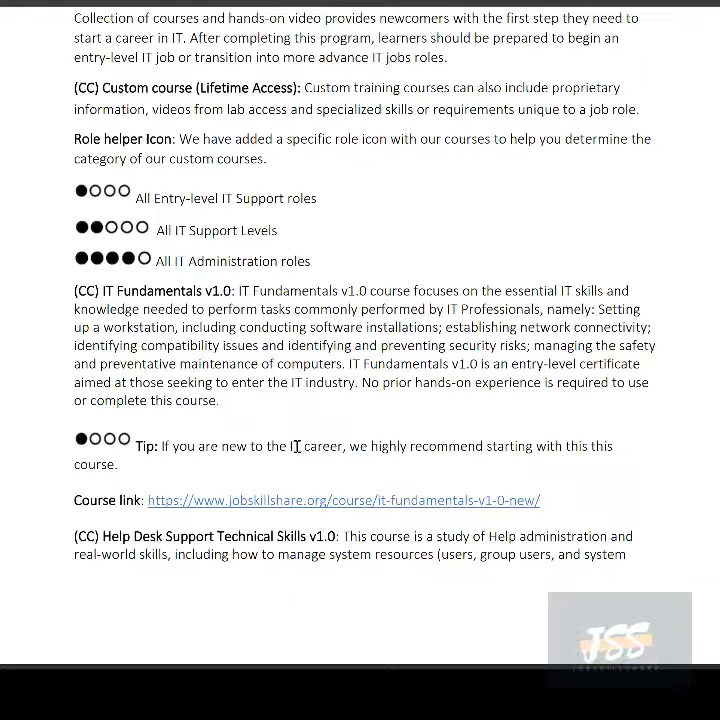 Collection of courses and hands-on video provides newcomers with the first step they need to
start a career in IT. After completing this program, learners should be prepared to begin an
entry-level IT job or transition into more advance IT jobs roles.
(CC) Custom course (Lifetime Access): Custom training courses can also include proprietary
information, videos from lab access and specialized skills or requirements unique to a job role.
Role helper Icon: We have added a specific role icon with our courses to help you determine the
category of our custom courses.
All Entry-level IT Support roles
All IT Support Levels
All IT Administration roles
(CC) IT Fundamentals v1.0: IT Fundamentals v1.0 course focuses on the essential IT skills and
knowledge needed to perform tasks commonly performed by IT Professionals, namely: Setting
up a workstation, including conducting software installations; establishing network connectivity;
identifying compatibility issues and identifying and preventing security risks; managing the safety
and preventative maintenance of computers. IT Fundamentals v1.0 is an entry-level certificate
aimed at those seeking to enter the IT industry. No prior hands-on experience is required to use
or complete this course.
Tip: If you are new to the IT career, we highly recommend starting with this this
course.
Course link: https://www.jobskillshare.org/course/it-fundamentals-v1-0-new/
(CC) Help Desk Support Technical Skills v1.0: This course is a study of Help administration and
real-world skills, including how to manage system resources (users, group users, and system
JSS
JOBSKILLSHARE